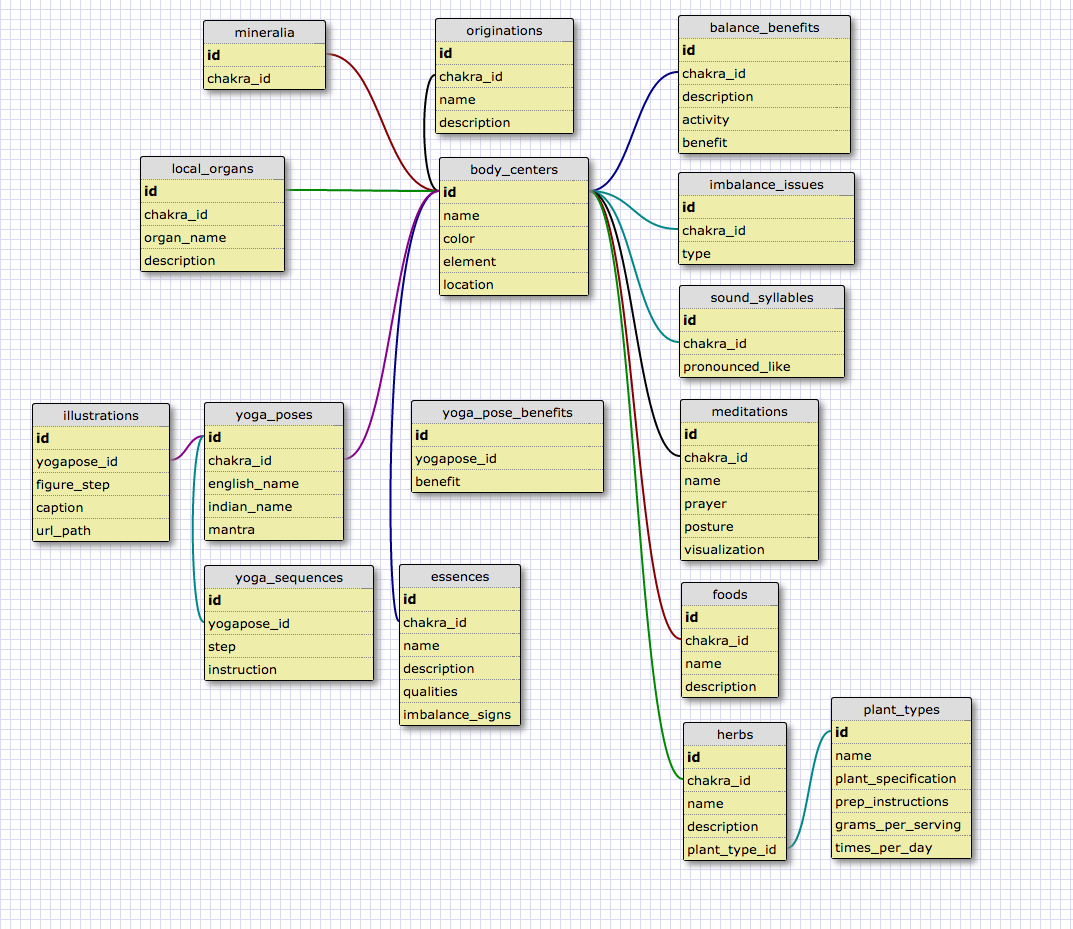 mineralia
id
chakra_id
originations
id
chakra_id
name
description
balance_benefits
id
chakra_id
description
activity
benefit
local_organs
id
chakra_id
organ_name
description
body_centers
id
name
color
element
location
imbalance_issues
id
chakra_id
type
sound_syllables
id
chakra_id
pronounced_like
illustrations
id
yogapose_id
figure_step
caption
url_path
yoga_poses
id
chakra_id
english_name
indian_name
mantra
yoga_pose_benefits
id
yogapose_id
benefit
meditations
id
chakra_id
name
prayer
posture
visualization
yoga_sequences
id
yogapose_id
step
instruction
essences
id
chakra_id
name
description
qualities
imbalance_signs
foods
id
chakra_id
name
description
herbs
id
chakra_id
name
description
plant_type_id
plant_types
id
name
plant_specification
prep_instructions
grams_per_serving
times_per_day